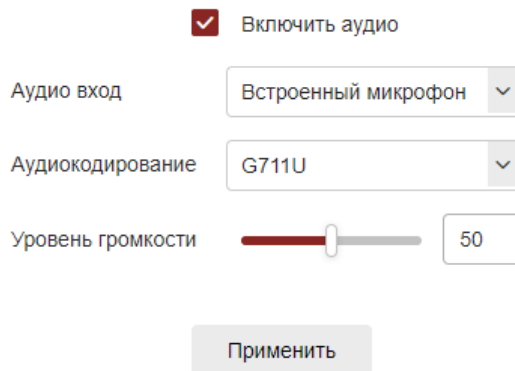 Включить аудио
Аудио вход Встроенный микрофон
Аудиокодирование G711U
Уровень громкости 50
Применить